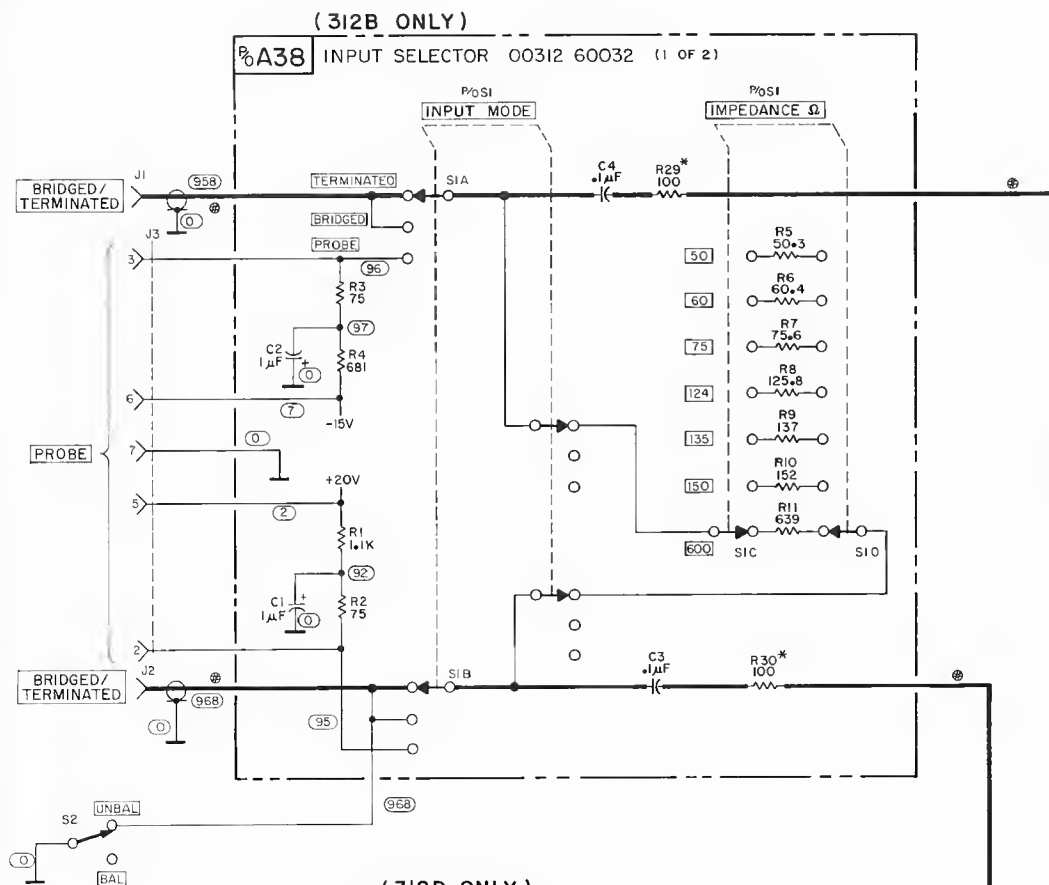 (312B ONLY)
P/O A38 INPUT SELECTOR 00312 60032 (1 OF 2)
P/O S1
INPUT MODE
P/O S1
IMPEDANCE Ω
J1
BRIDGED/
TERMINATED
958
0
TERMINATED
S1A
C4
.1µF
R29*
100
BRIDGED
PROBE
J3
3
96
R3
75
97
C2
1µF
+
0
R4
681
6
7
-15V
7
0
PROBE
+20V
5
2
R1
1.1K
92
C1
1µF
+
0
R2
75
2
50
R5
50.3
60
R6
60.4
75
R7
75.6
124
R8
125.8
135
R9
137
150
R10
152
600
R11
639
S1C
S1D
J2
BRIDGED/
TERMINATED
968
0
S1B
C3
.1µF
R30*
100
95
968
S2
UNBAL
0
BAL